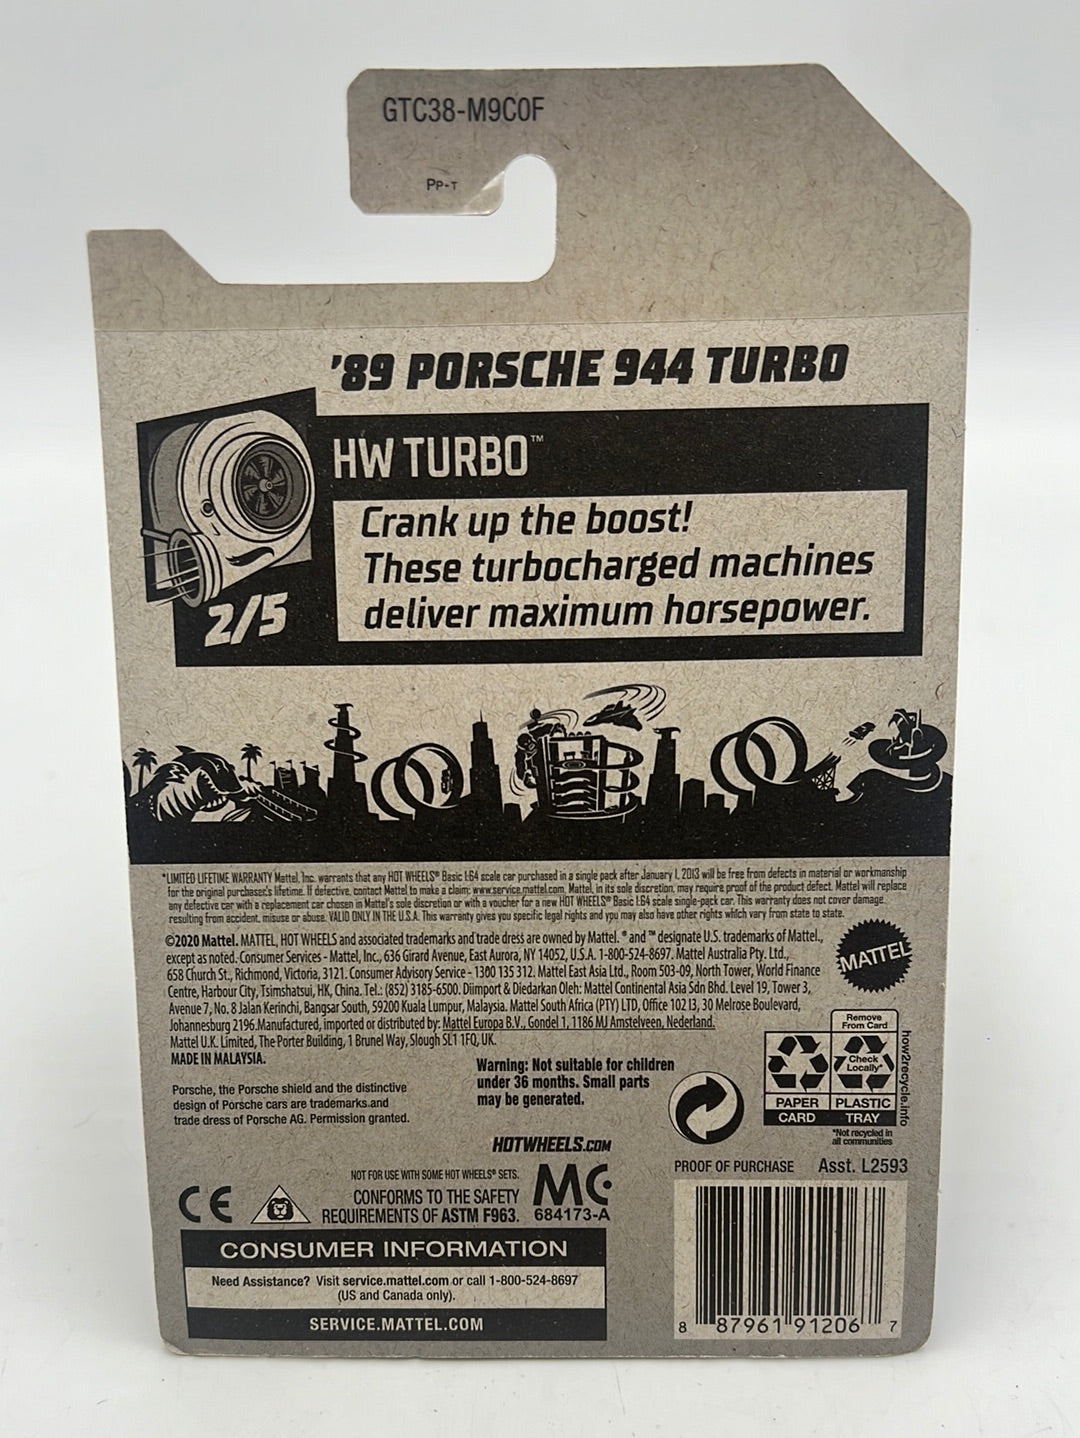 GTC38-M9C0F
PP-T
'89 PORSCHE 944 TURBO
HW TURBO™
Crank up the boost!
These turbocharged machines
deliver maximum horsepower.
2/5
*LIMITED LIFETIME WARRANTY Mattel, Inc. warrants that any HOT WHEELS® Basic 1:64 scale car purchased in a single pack after January 1, 2013 will be free from defects in material or workmanship
for the original purchaser's lifetime. If defective, contact Mattel to make a claim: www.service.mattel.com. Mattel, in its sole discretion, may require proof of the product defect. Mattel will replace
any defective car with a replacement car chosen in Mattel's sole discretion or with a voucher for a new HOT WHEELS® Basic 1:64 scale single-pack car. This warranty does not cover damage
resulting from accident, misuse or abuse. VALID ONLY IN THE U.S.A. This warranty gives you specific legal rights and you may also have other rights which vary from state to state.
©2020 Mattel. MATTEL, HOT WHEELS and associated trademarks and trade dress are owned by Mattel. ® and ™ designate U.S. trademarks of Mattel.,
except as noted. Consumer Services - Mattel, Inc., 636 Girard Avenue, East Aurora, NY 14052, U.S.A. 1-800-524-8697. Mattel Australia Pty. Ltd.,
658 Church St., Richmond, Victoria, 3121. Consumer Advisory Service - 1300 135 312. Mattel East Asia Ltd., Room 503-09, North Tower, World Finance
Centre, Harbour City, Tsimshatsui, HK, China. Tel.: (852) 3185-6500. Diimport & Diedarkan Oleh: Mattel Continental Asia Sdn Bhd. Level 19, Tower 3,
Avenue 7, No. 8 Jalan Kerinchi, Bangsar South, 59200 Kuala Lumpur, Malaysia. Mattel South Africa (PTY) LTD, Office 102 I3, 30 Melrose Boulevard,
Johannesburg 2196. Manufactured, imported or distributed by: Mattel Europa B.V., Gondel 1, 1186 MJ Amstelveen, Nederland.
Mattel U.K. Limited, The Porter Building, 1 Brunel Way, Slough SL1 1FQ, UK.
MADE IN MALAYSIA.
MATTEL
Porsche, the Porsche shield and the distinctive
design of Porsche cars are trademarks and
trade dress of Porsche AG. Permission granted.
Warning: Not suitable for children
under 36 months. Small parts
may be generated.
Remove
From Card
Check
Locally*
PAPER
CARD
PLASTIC
TRAY
*Not recycled in
all communities
how2recycle.info
HOTWHEELS.COM
NOT FOR USE WITH SOME HOT WHEELS® SETS.
CE
CONFORMS TO THE SAFETY
REQUIREMENTS OF ASTM F963.
MC
684173-A
PROOF OF PURCHASE Asst. L2593
CONSUMER INFORMATION
Need Assistance? Visit service.mattel.com or call 1-800-524-8697
(US and Canada only).
SERVICE.MATTEL.COM
8 87961 91206 7